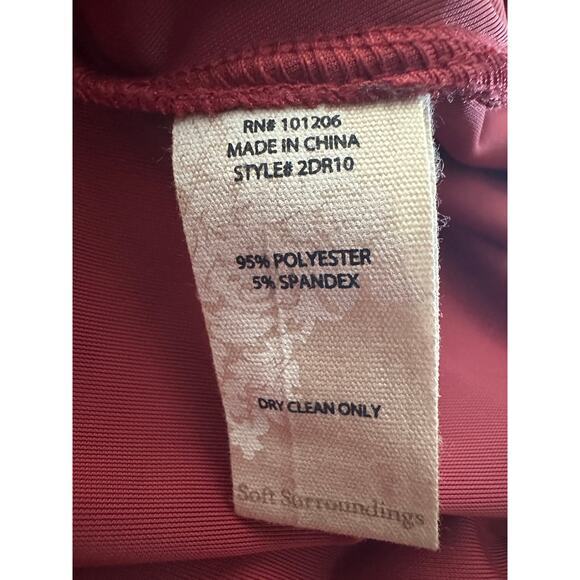 RN# 101206
MADE IN CHINA
STYLE# 2DR10
95% POLYESTER
5% SPANDEX
DRY CLEAN ONLY
Soft Surroundings